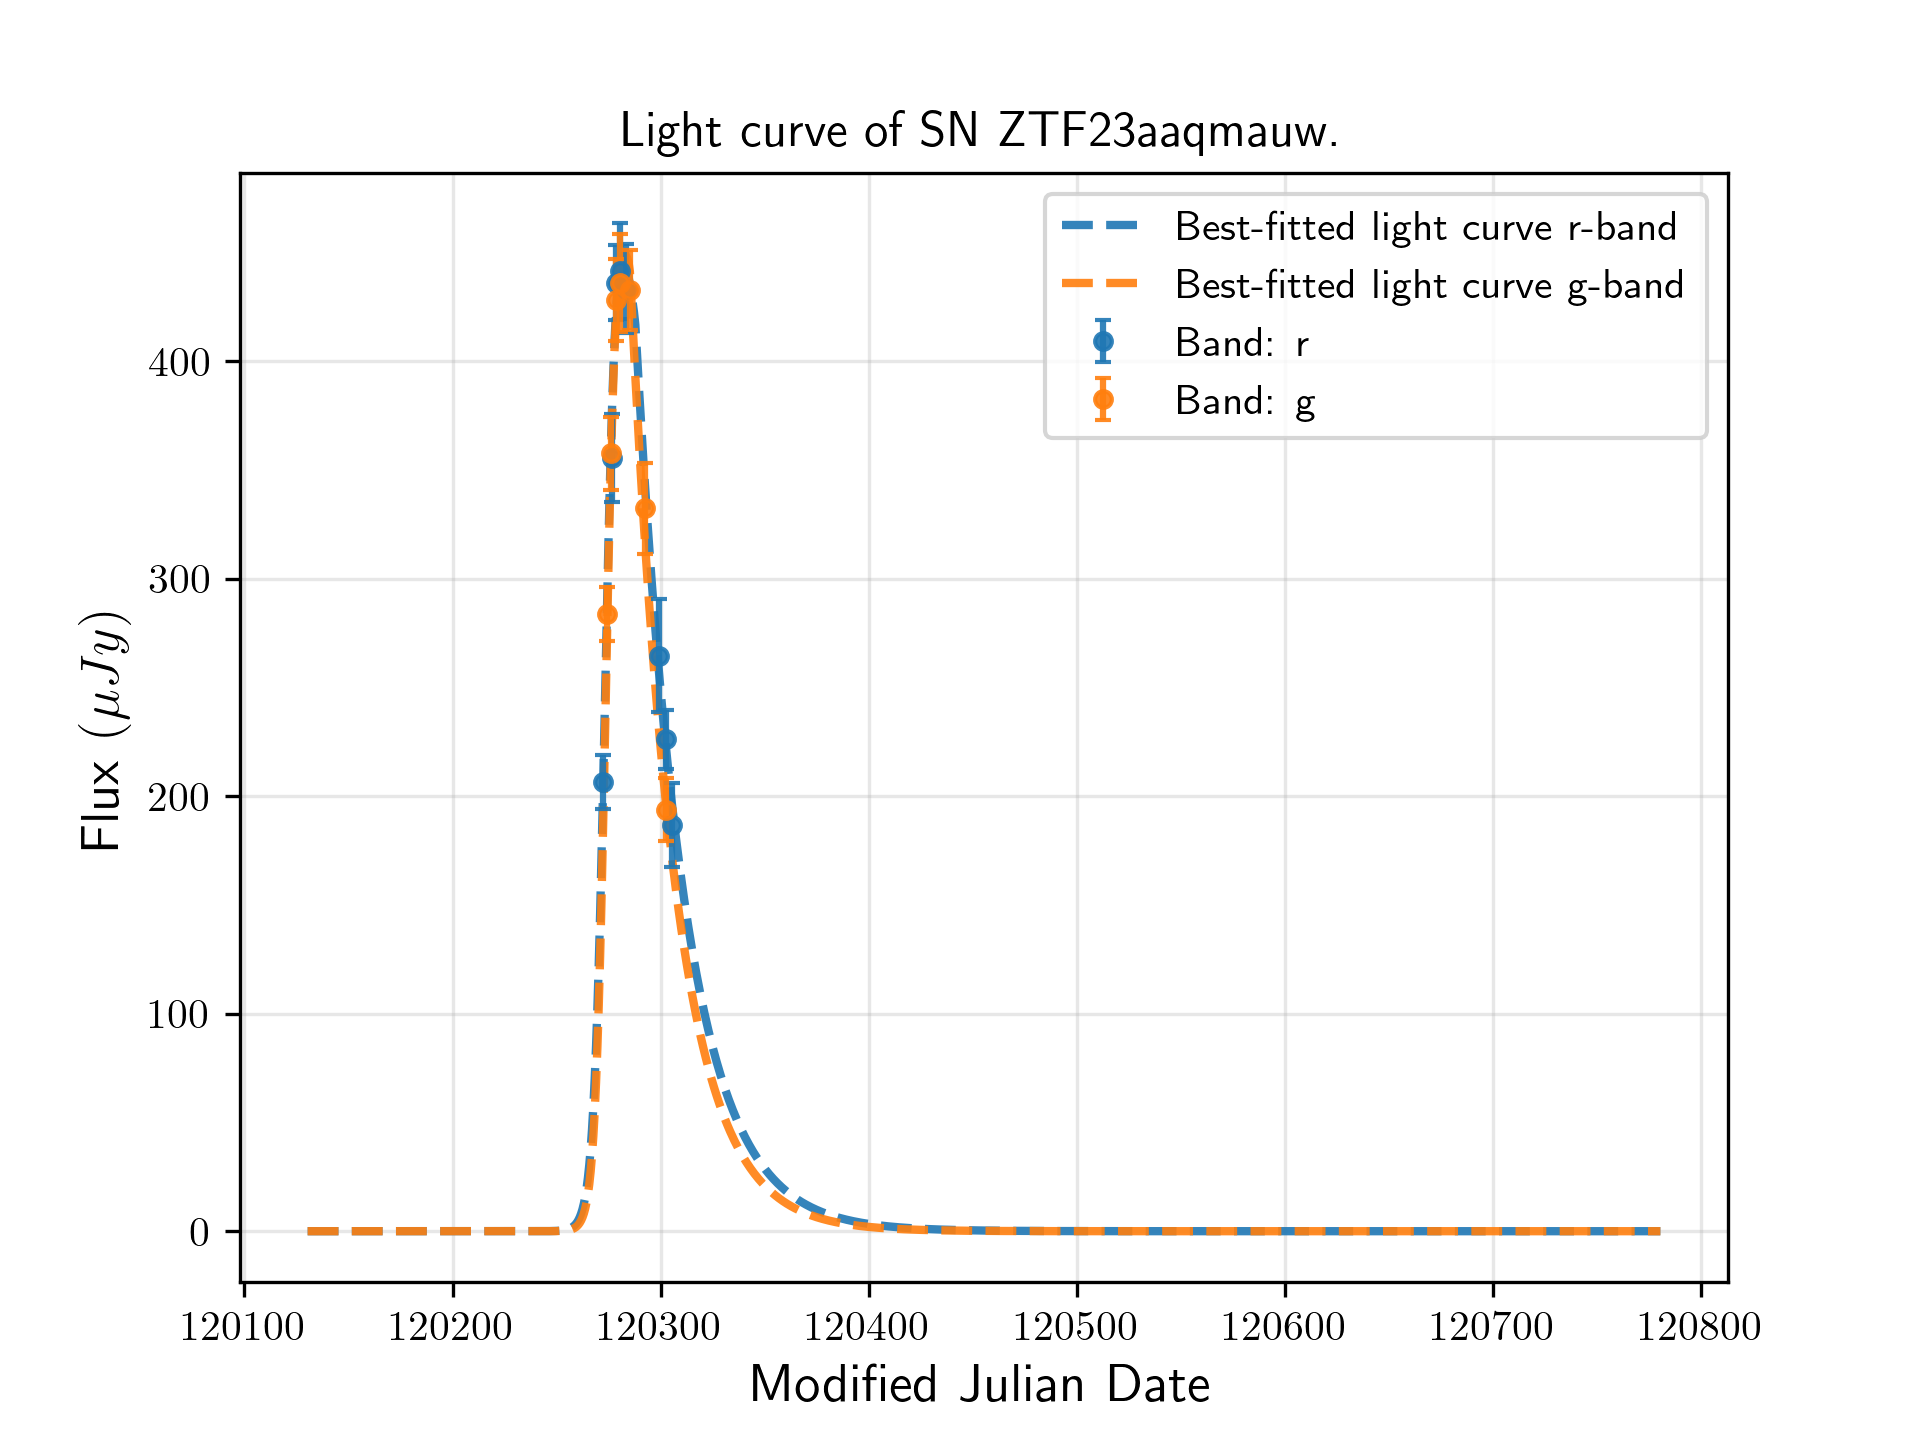 Light curve of SN ZTF23aaqmauw.
Best-fitted light curve r-band
Best-fitted light curve g-band
Band: r
Band: g
400
300
200
100
0
Flux (μJy)
120100 120200 120300 120400 120500 120600 120700 120800
Modified Julian Date